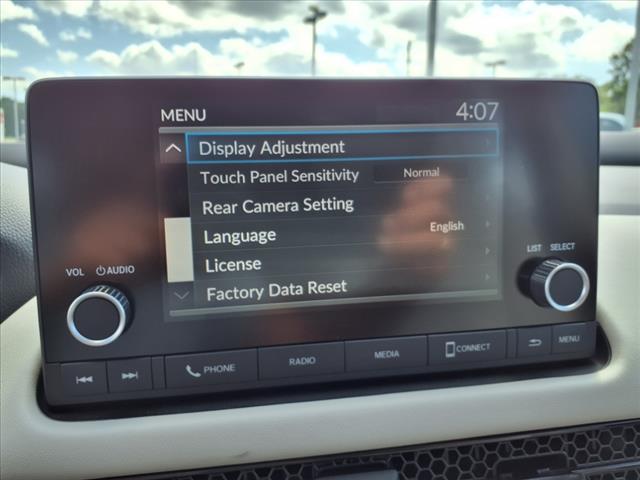 MENU 4:07
Display Adjustment
Touch Panel Sensitivity Normal
Rear Camera Setting
Language English
License
Factory Data Reset
VOL AUDIO
LIST SELECT
PHONE RADIO MEDIA CONNECT MENU